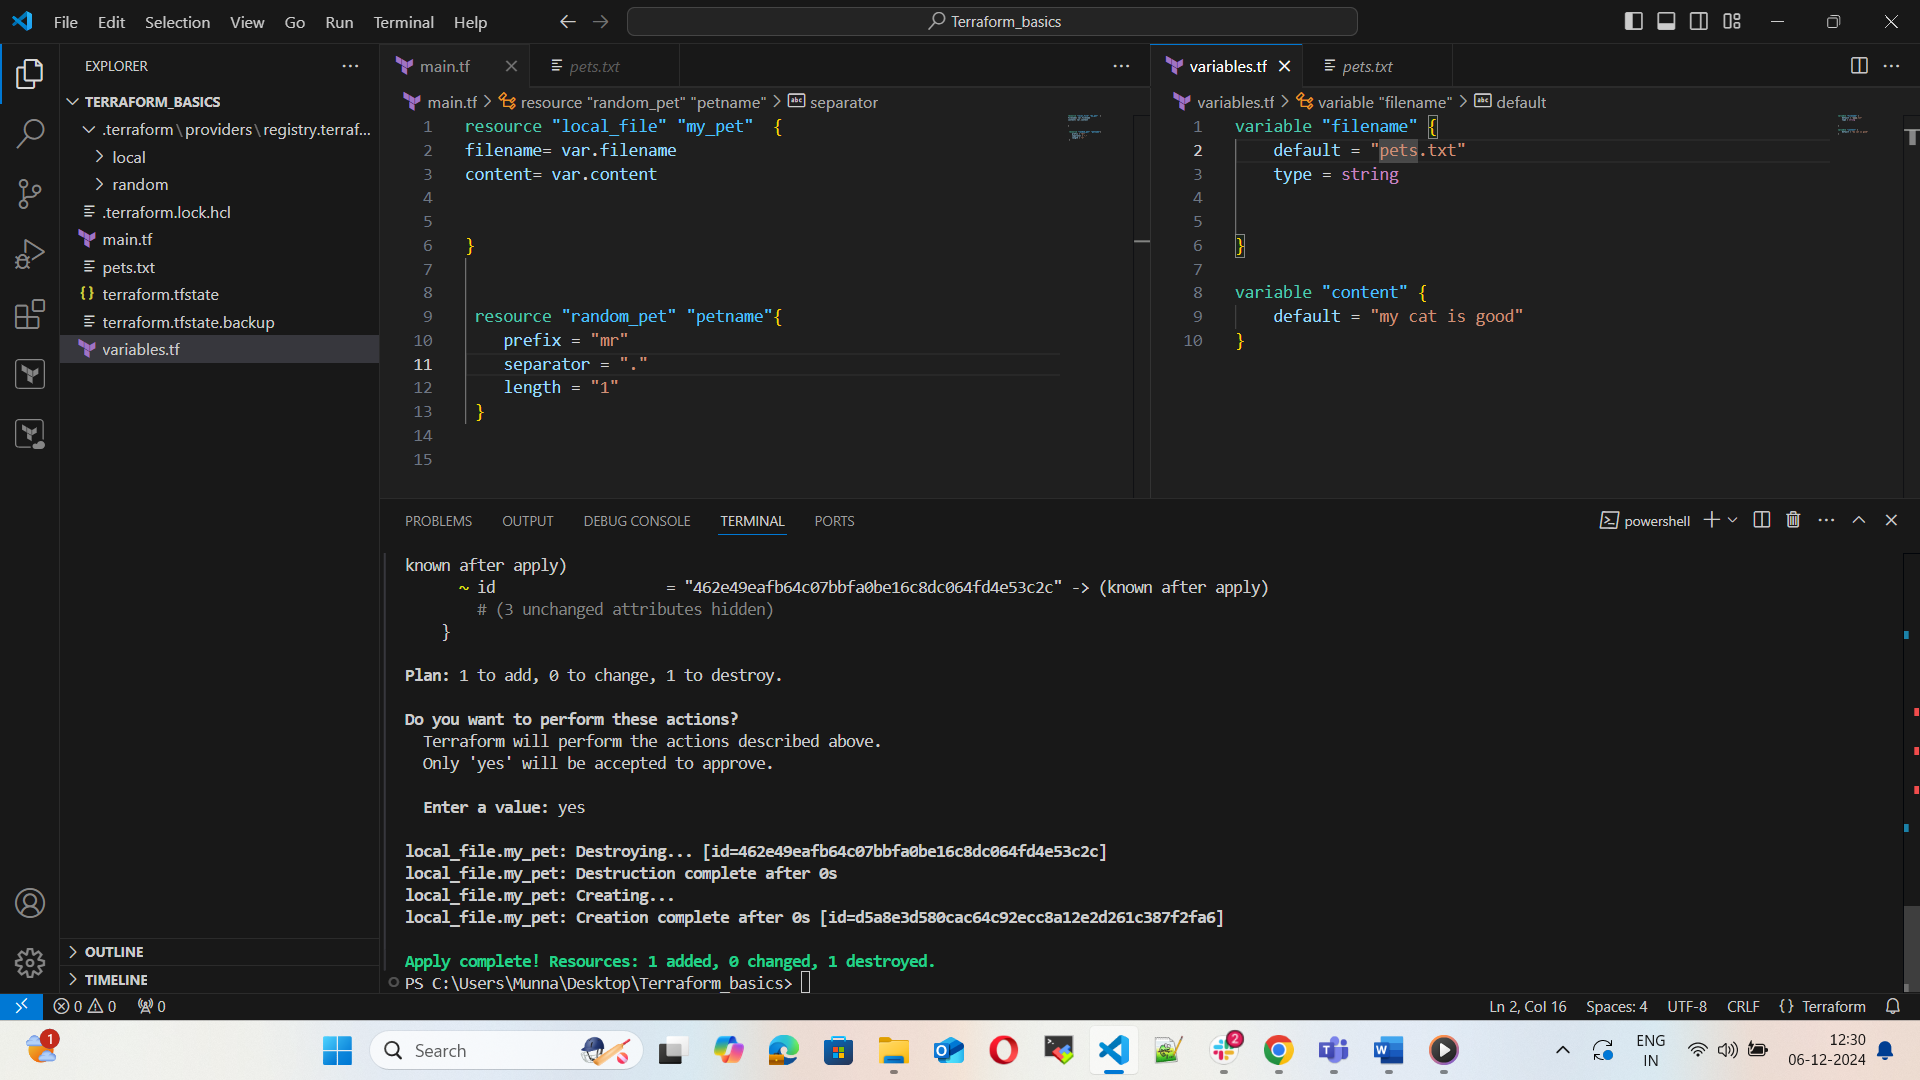 File Edit Selection View Go Run Terminal Help
Terraform_basics
EXPLORER
TERRAFORM_BASICS
.terraform\providers\registry.terraf...
local
random
.terraform.lock.hcl
main.tf
pets.txt
terraform.tfstate
terraform.tfstate.backup
variables.tf
OUTLINE
TIMELINE
main.tf pets.txt
main.tf > resource "random_pet" "petname" > separator
1 resource "local_file" "my_pet" {
2 filename= var.filename
3 content= var.content
4
5
6 }
7
8
9 resource "random_pet" "petname"{
10 prefix = "mr"
11 separator = "."
12 length = "1"
13 }
14
15
variables.tf pets.txt
variables.tf > variable "filename" > default
1 variable "filename" {
2 default = "pets.txt"
3 type = string
4
5
6 }
7
8 variable "content" {
9 default = "my cat is good"
10 }
PROBLEMS OUTPUT DEBUG CONSOLE TERMINAL PORTS
powershell
known after apply)
~ id = "462e49eafb64c07bbfa0be16c8dc064fd4e53c2c" -> (known after apply)
# (3 unchanged attributes hidden)
}
Plan: 1 to add, 0 to change, 1 to destroy.
Do you want to perform these actions?
Terraform will perform the actions described above.
Only 'yes' will be accepted to approve.
Enter a value: yes
local_file.my_pet: Destroying... [id=462e49eafb64c07bbfa0be16c8dc064fd4e53c2c]
local_file.my_pet: Destruction complete after 0s
local_file.my_pet: Creating...
local_file.my_pet: Creation complete after 0s [id=d5a8e3d580cac64c92ecc8a12e2d261c387f2fa6]
Apply complete! Resources: 1 added, 0 changed, 1 destroyed.
PS C:\Users\Munna\Desktop\Terraform_basics>
0 0 0
Ln 2, Col 16 Spaces: 4 UTF-8 CRLF {} Terraform
1
Search
2
ENG
IN
12:30
06-12-2024